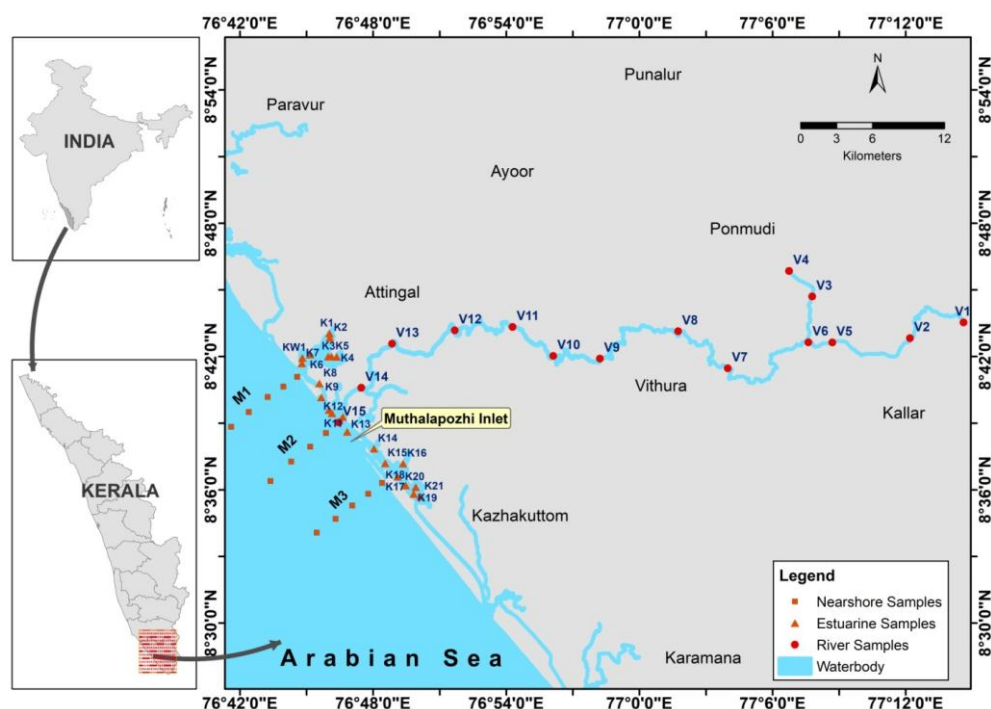 76°42'0"E 76°48'0"E 76°54'0"E 77°0'0"E 77°6'0"E 77°12'0"E
INDIA
KERALA
8°54'0"N
8°48'0"N
8°42'0"N
8°36'0"N
8°30'0"N
Punalur
N
Paravur
0 3 6 12
Kilometers
Ayoor
Ponmudi
V4
V3
V1
Attingal
V13
V12
V11
V8
V6
V5
V2
K1
K2
K3
K5
KW1
K7
K4
K6
V10
V9
V7
K8
V14
Vithura
K9
Kallar
M1
K12
V15
K13
Muthalapozhi Inlet
M2
K14
K15
K16
K18
K20
K17
K21
K19
M3
Kazhakuttom
Legend
Nearshore Samples
Estuarine Samples
River Samples
Waterbody
Arabian Sea
Karamana
8°54'0"N
8°48'0"N
8°42'0"N
8°36'0"N
8°30'0"N
76°42'0"E 76°48'0"E 76°54'0"E 77°0'0"E 77°6'0"E 77°12'0"E